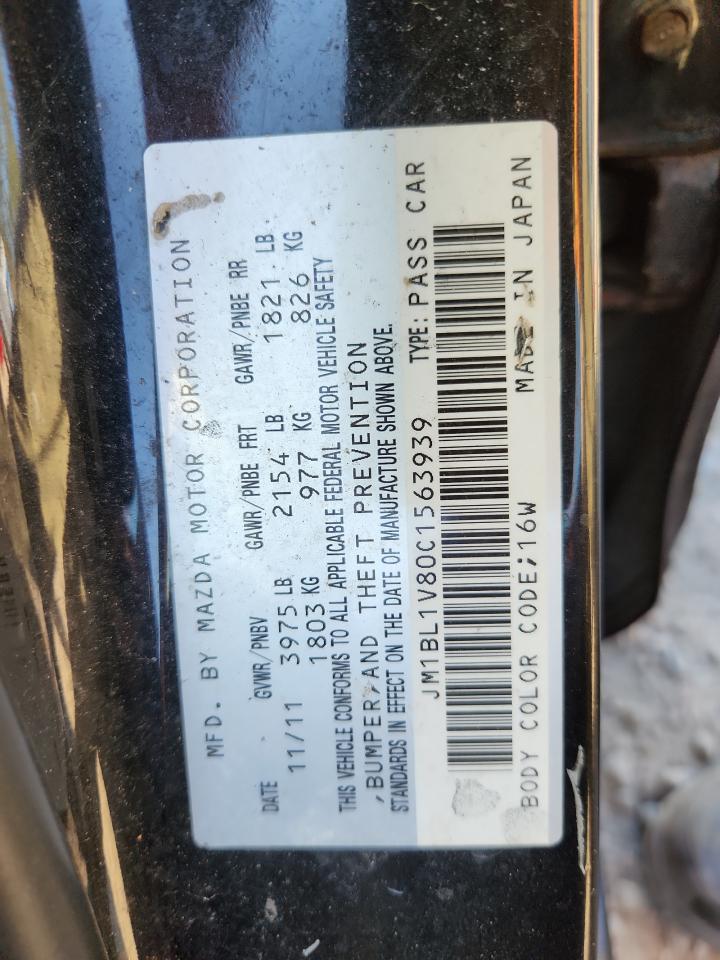 MFD. BY MAZDA MOTOR CORPORATION
DATE GVWR/PNBV GAWR/PNBE FRT GAWR/PNBE RR
11/11 3975 LB 2154 LB 1821 LB
1803 KG 977 KG 826 KG
THIS VEHICLE CONFORMS TO ALL APPLICABLE FEDERAL MOTOR VEHICLE SAFETY
,BUMPER, AND THEFT PREVENTION
STANDARDS IN EFFECT ON THE DATE OF MANUFACTURE SHOWN ABOVE.
JM1BL1V80C1563939 TYPE: PASS CAR
BODY COLOR CODE;16W MADE IN JAPAN